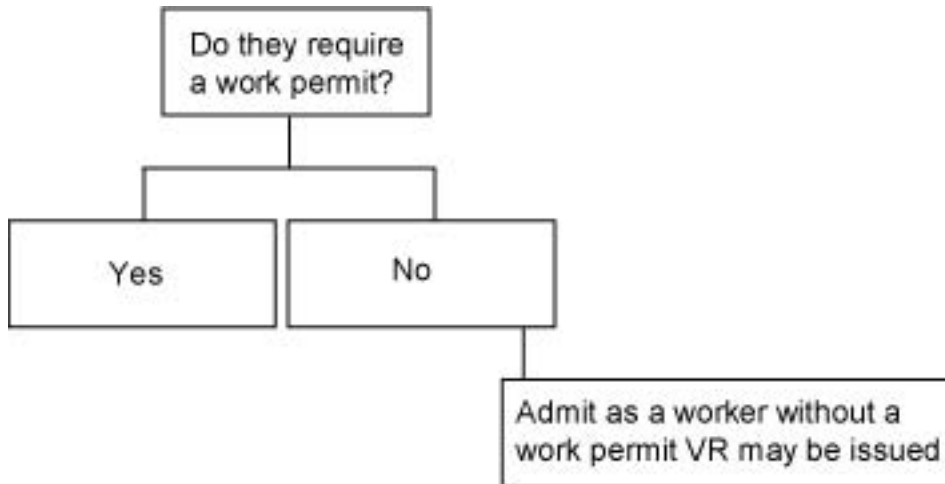 Do they require
a work permit?
Yes
No
Admit as a worker without a
work permit VR may be issued